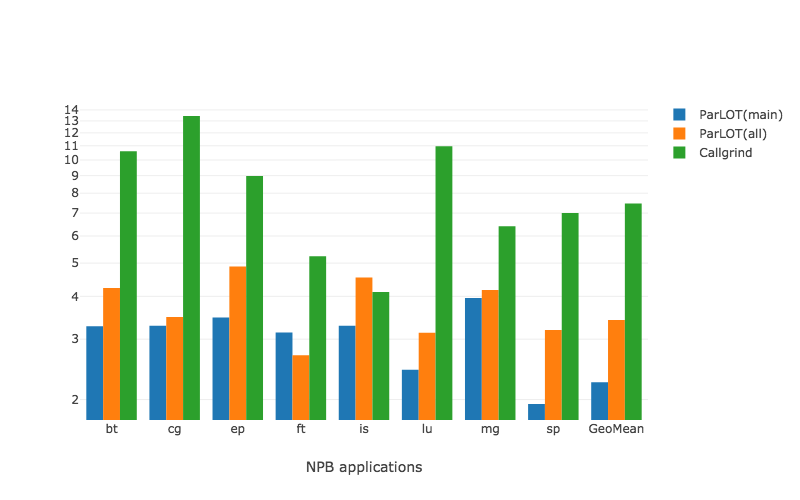 14
13
12
11
10
9
8
7
6
5
4
3
2
bt cg ep ft is lu mg sp GeoMean
NPB applications
ParLOT(main)
ParLOT(all)
Callgrind